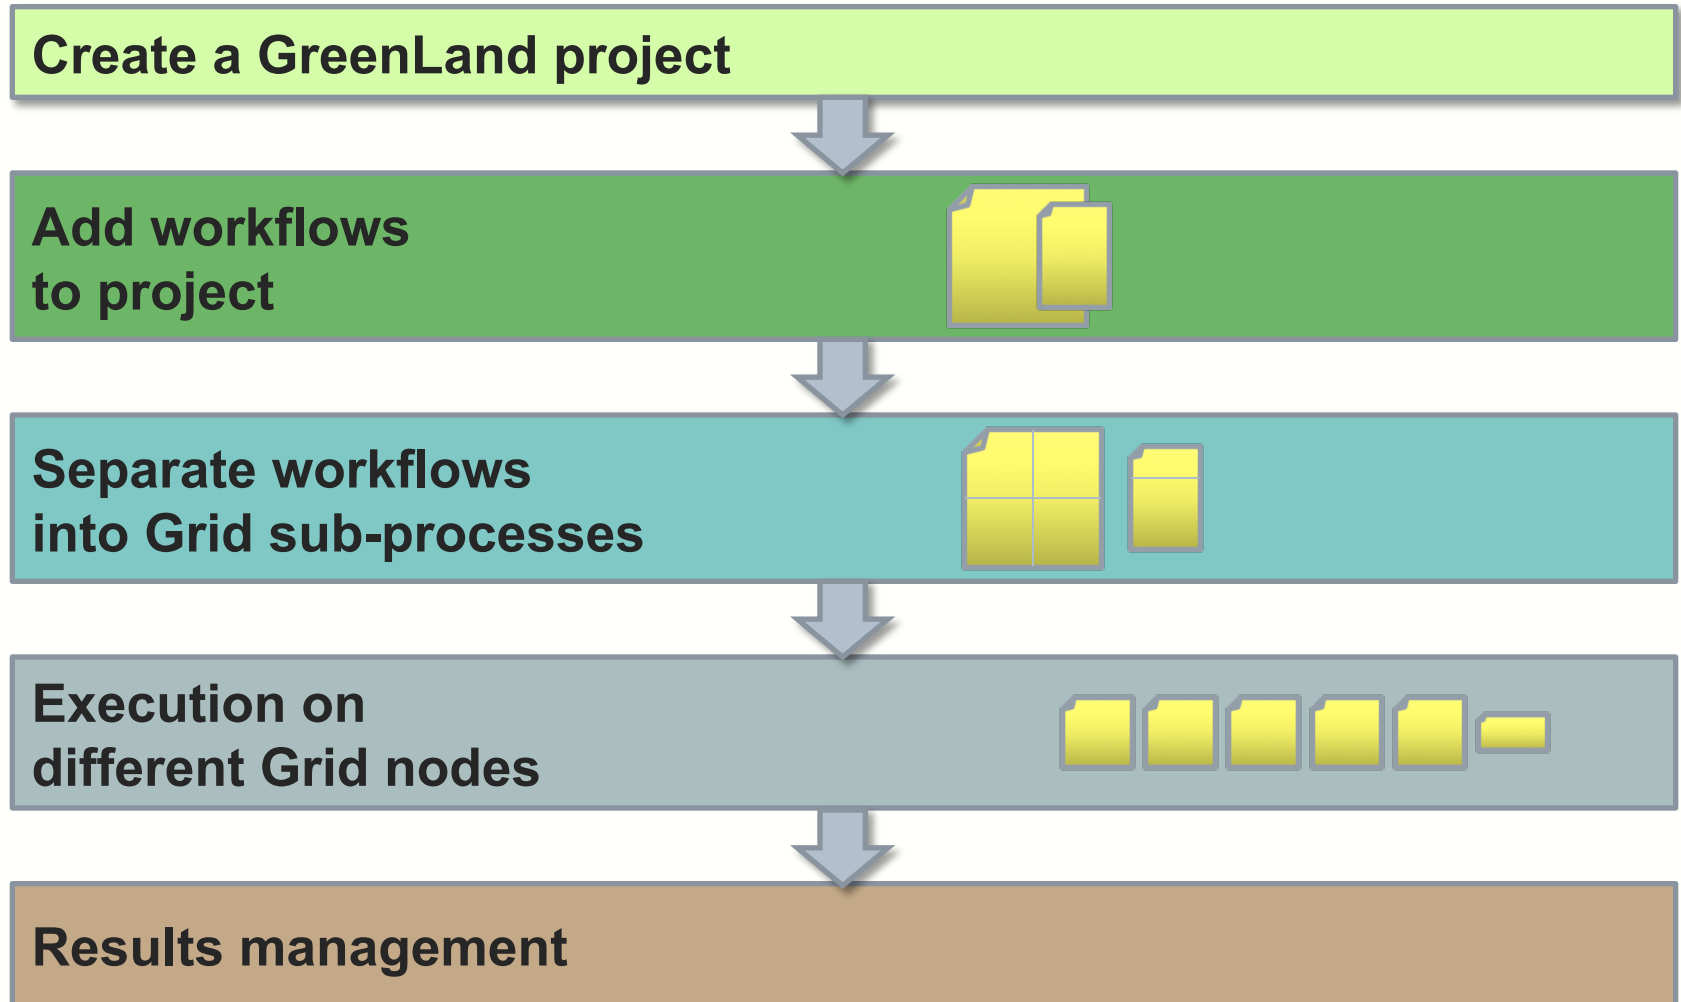 Create a GreenLand project
Add workflows
to project
Separate workflows
into Grid sub-processes
Execution on
different Grid nodes
Results management